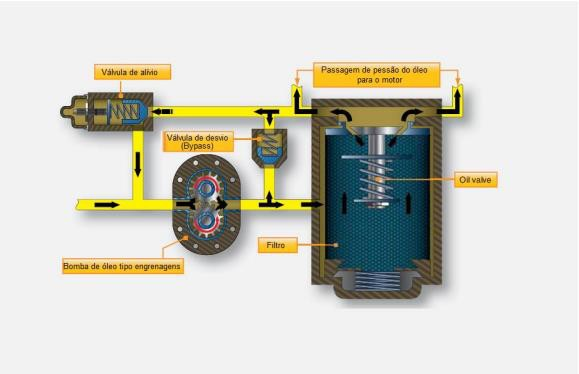 Válvula de alívio
Passagem de pessão do óleo
para o motor
Válvula de desvio
(Bypass)
Oil valve
Filtro
Bomba de óleo tipo engrenagens